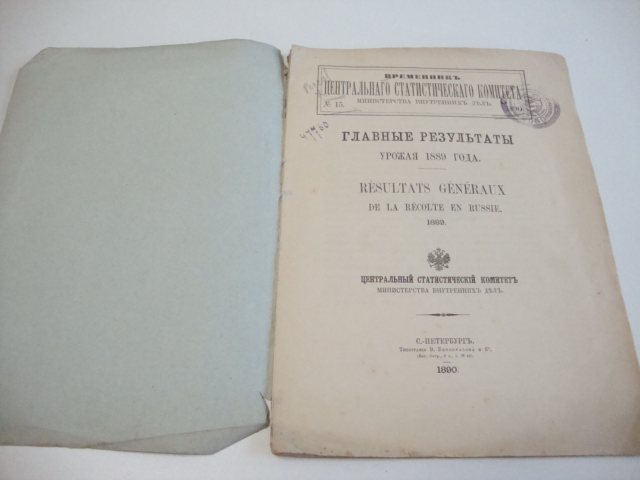 ВРЕМЕННИКЪ
ЦЕНТРАЛЬНАГО СТАТИСТИЧЕСКАГО КОМИТЕТА
№ 15. МИНИСТЕРСТВА ВНУТРЕННИХЪ ДѢЛЪ.
ГЛАВНЫЕ РЕЗУЛЬТАТЫ
УРОЖАЯ 1889 ГОДА.
RÉSULTATS GÉNÉRAUX
DE LA RÉCOLTE EN RUSSIE.
1889.
ЦЕНТРАЛЬНЫЙ СТАТИСТИЧЕСКІЙ КОМИТЕТЪ
МИНИСТЕРСТВА ВНУТРЕННИХЪ ДѢЛЪ.
С.-ПЕТЕРБУРГЪ.
1890.